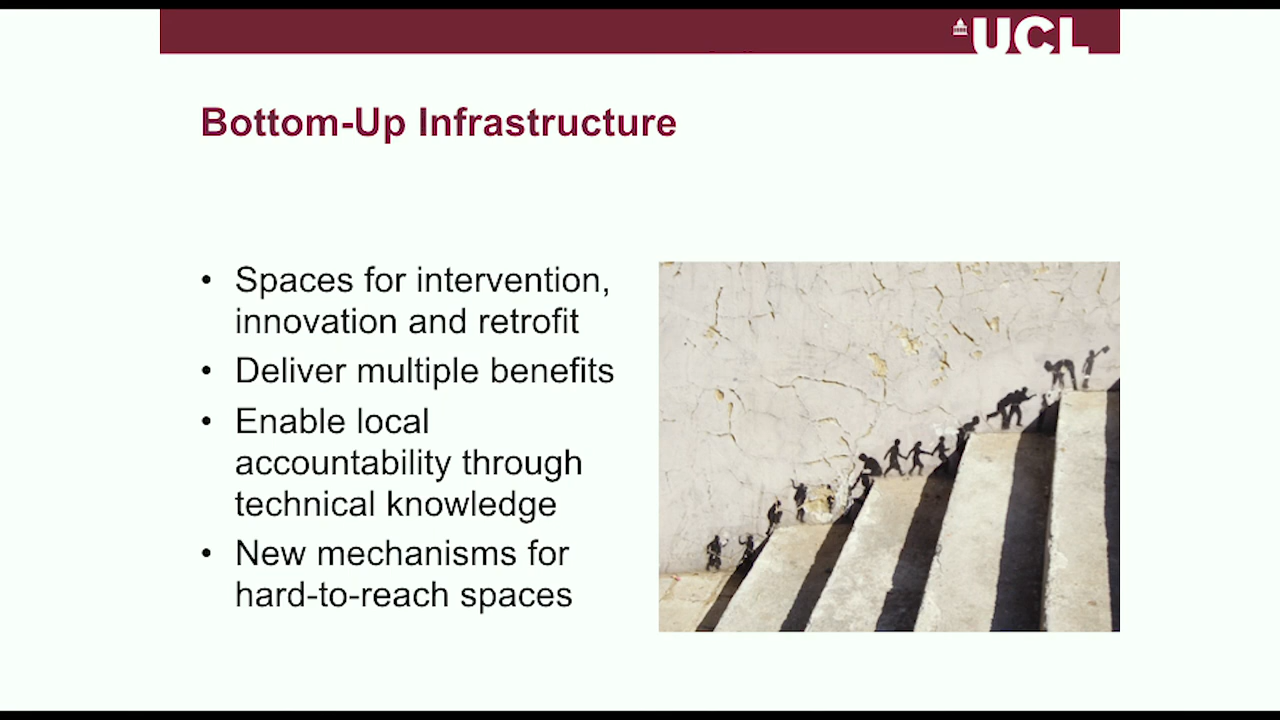 UCL
Bottom-Up Infrastructure
• Spaces for intervention,
innovation and retrofit
• Deliver multiple benefits
• Enable local
accountability through
technical knowledge
• New mechanisms for
hard-to-reach spaces